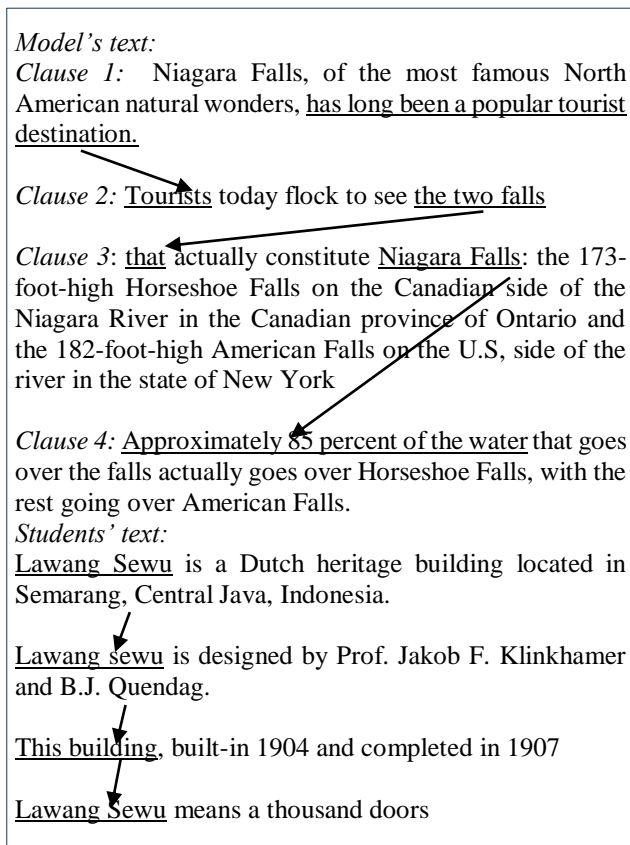 Model’s text:
Clause 1: Niagara Falls, of the most famous North
American natural wonders, has long been a popular tourist
destination.
Clause 2: Tourists today flock to see the two falls
Clause 3: that actually constitute Niagara Falls: the 173-
foot-high Horseshoe Falls on the Canadian side of the
Niagara River in the Canadian province of Ontario and
the 182-foot-high American Falls on the U.S, side of the
river in the state of New York
Clause 4: Approximately 85 percent of the water that goes
over the falls actually goes over Horseshoe Falls, with the
rest going over American Falls.
Students’ text:
Lawang Sewu is a Dutch heritage building located in
Semarang, Central Java, Indonesia.
Lawang sewu is designed by Prof. Jakob F. Klinkhamer
and B.J. Quendag.
This building, built-in 1904 and completed in 1907
Lawang Sewu means a thousand doors